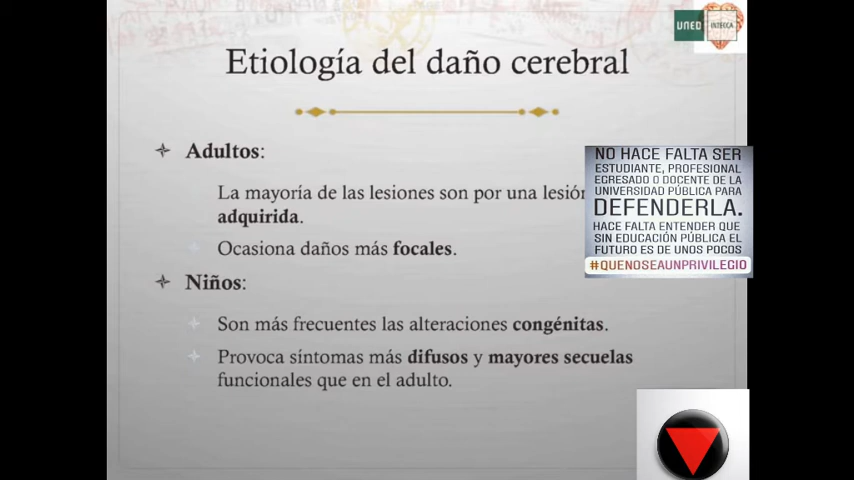 UNED
INTECCA
Etiología del daño cerebral
Adultos:
La mayoría de las lesiones son por una lesión
adquirida.
Ocasiona daños más focales.
Niños:
Son más frecuentes las alteraciones congénitas.
Provoca síntomas más difusos y mayores secuelas
funcionales que en el adulto.
NO HACE FALTA SER
ESTUDIANTE, PROFESIONAL
EGRESADO O DOCENTE DE LA
UNIVERSIDAD PÚBLICA PARA
DEFENDERLA.
HACE FALTA ENTENDER QUE
SIN EDUCACIÓN PÚBLICA EL
FUTURO ES DE UNOS POCOS
#QUENOSEAUNPRIVILEGIO